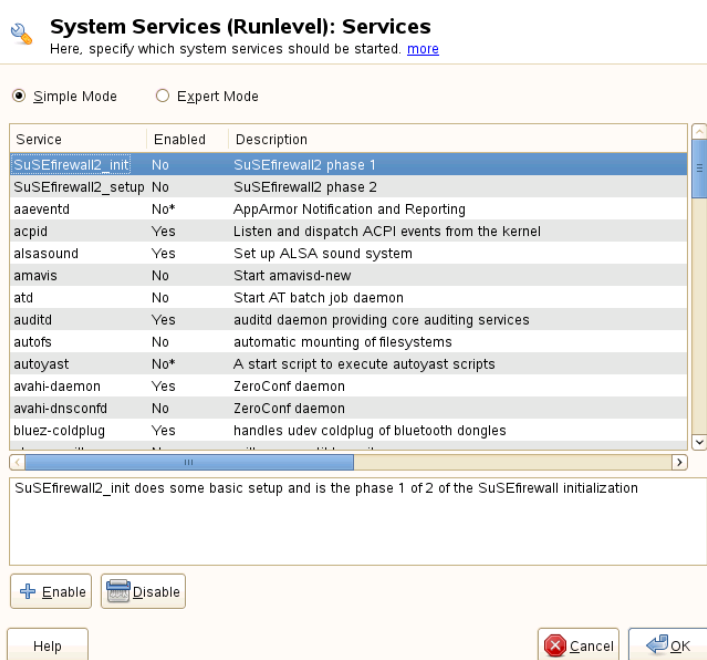 System Services (Runlevel): Services
Here, specify which system services should be started. more
Simple Mode Expert Mode
Service Enabled Description
SuSEfirewall2_init No SuSEfirewall2 phase 1
SuSEfirewall2_setup No SuSEfirewall2 phase 2
aaeventd No* AppArmor Notification and Reporting
acpid Yes Listen and dispatch ACPI events from the kernel
alsasound Yes Set up ALSA sound system
amavis No Start amavisd-new
atd No Start AT batch job daemon
auditd Yes auditd daemon providing core auditing services
autofs No automatic mounting of filesystems
autoyast No* A start script to execute autoyast scripts
avahi-daemon Yes ZeroConf daemon
avahi-dnsconfd No ZeroConf daemon
bluez-coldplug Yes handles udev coldplug of bluetooth dongles
SuSEfirewall2_init does some basic setup and is the phase 1 of 2 of the SuSEfirewall initialization
Enable Disable
Help Cancel OK